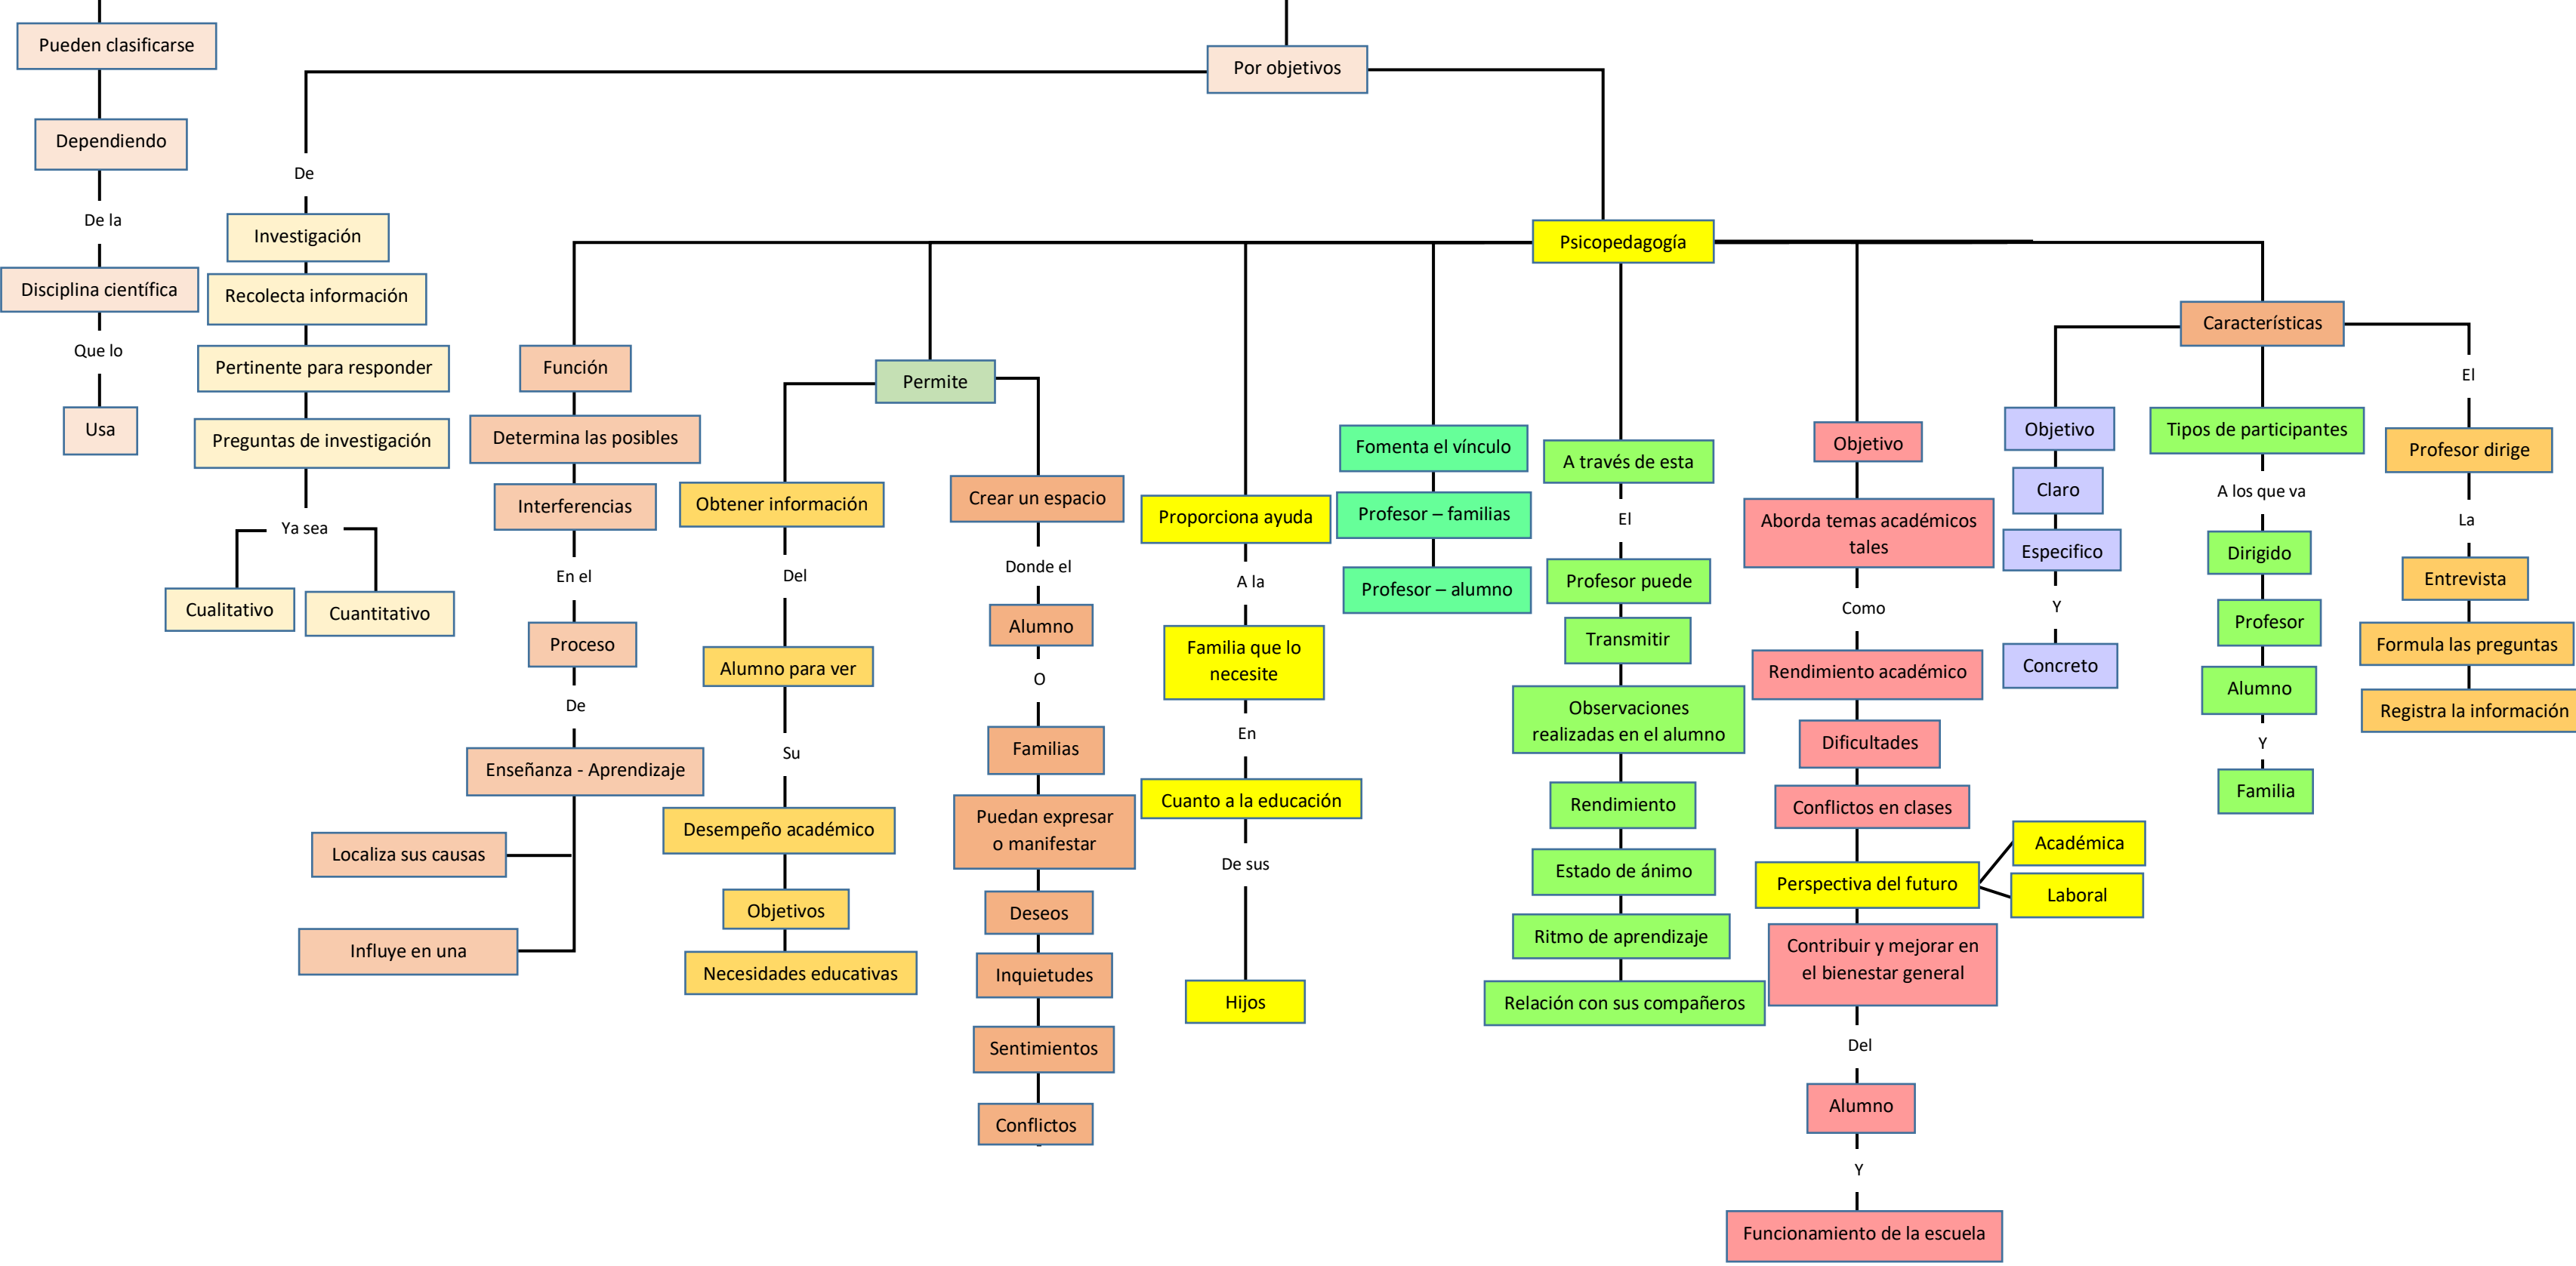 Pueden clasificarse
Dependiendo
De la
Disciplina científica
Que lo
Usa
Por objetivos
De
Investigación
Recolecta información
Pertinente para responder
Preguntas de investigación
Ya sea
Cualitativo
Cuantitativo
Psicopedagogía
Función
Determina las posibles
Interferencias
En el
Proceso
De
Enseñanza - Aprendizaje
Localiza sus causas
Influye en una
Permite
Obtener información
Del
Alumno para ver
Su
Desempeño académico
Objetivos
Necesidades educativas
Crear un espacio
Donde el
Alumno
O
Familias
Puedan expresar
o manifestar
Deseos
Inquietudes
Sentimientos
Conflictos
Proporciona ayuda
A la
Familia que lo
necesite
En
Cuanto a la educación
De sus
Hijos
Fomenta el vínculo
Profesor – familias
Profesor – alumno
A través de esta
El
Profesor puede
Transmitir
Observaciones
realizadas en el alumno
Rendimiento
Estado de ánimo
Ritmo de aprendizaje
Relación con sus compañeros
Objetivo
Aborda temas académicos
tales
Como
Rendimiento académico
Dificultades
Conflictos en clases
Perspectiva del futuro
Académica
Laboral
Contribuir y mejorar en
el bienestar general
Del
Alumno
Y
Funcionamiento de la escuela
Características
Objetivo
Claro
Especifico
Y
Concreto
Tipos de participantes
A los que va
Dirigido
Profesor
Alumno
Y
Familia
El
Profesor dirige
La
Entrevista
Formula las preguntas
Registra la información